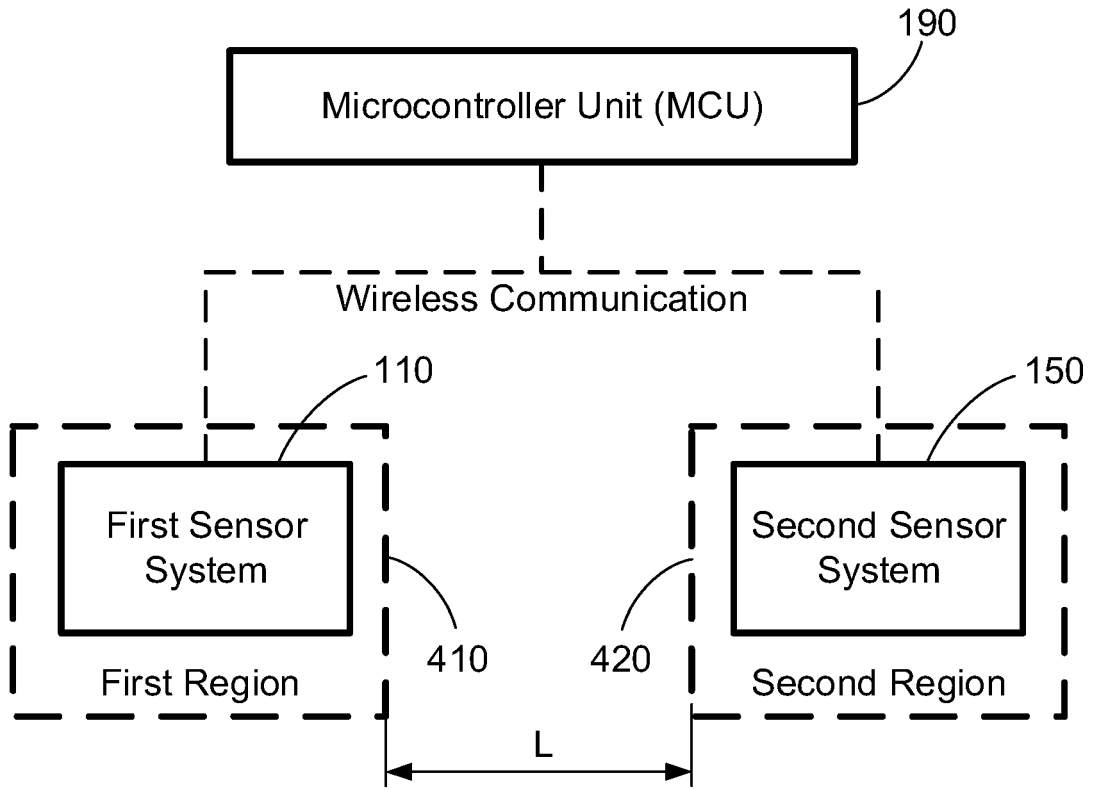 190
Microcontroller Unit (MCU)
Wireless Communication
110
150
First Sensor
System
Second Sensor
System
410
420
First Region
Second Region
L